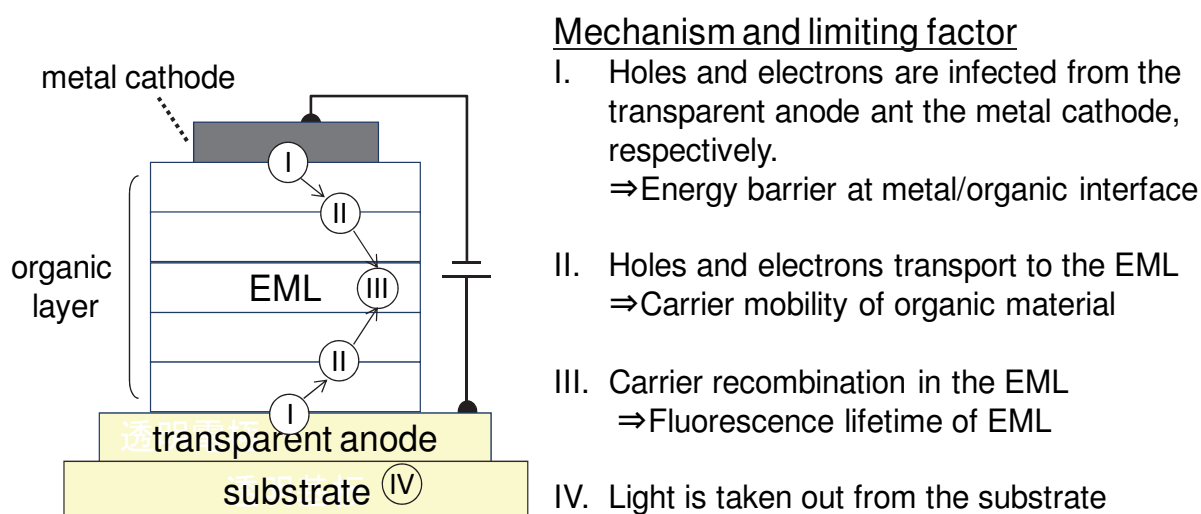 Mechanism and limiting factor
I. Holes and electrons are infected from the
transparent anode ant the metal cathode,
respectively.
⇒Energy barrier at metal/organic interface
II. Holes and electrons transport to the EML
⇒Carrier mobility of organic material
III. Carrier recombination in the EML
⇒Fluorescence lifetime of EML
IV. Light is taken out from the substrate
metal cathode
I
II
organic
layer
EML
III
II
I
transparent anode
substrate
IV